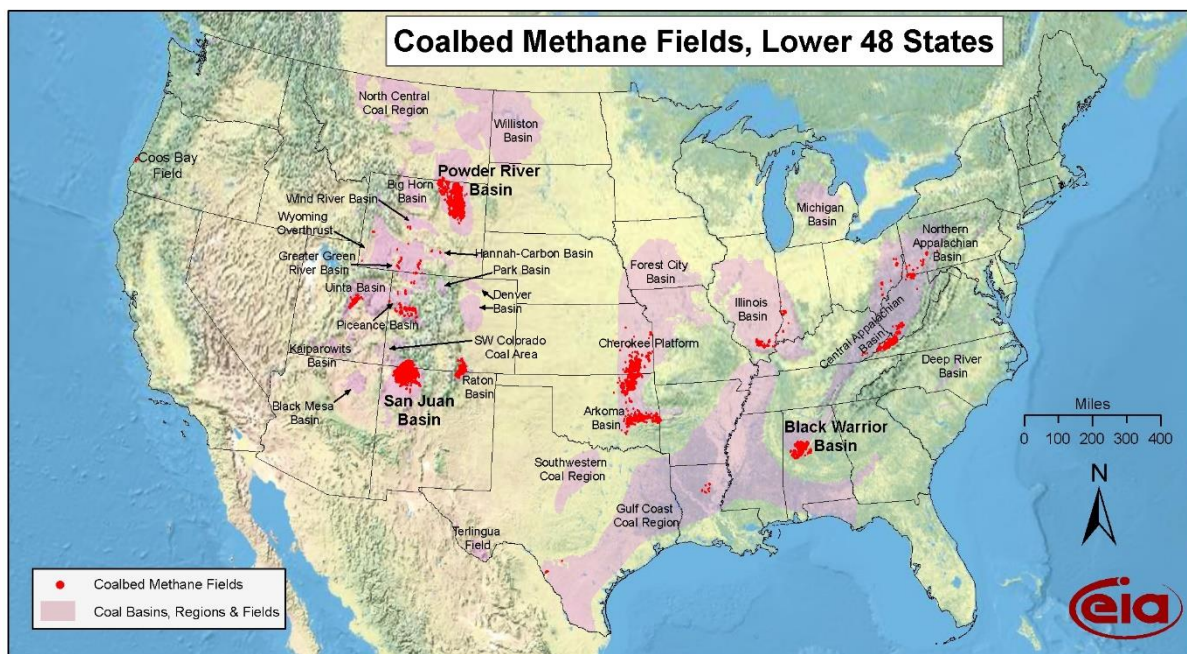 Coalbed Methane Fields, Lower 48 States
North Central
Coal Region
Williston
Basin
Coos Bay
Field
Powder River
Basin
Big Horn
Basin
Wind River Basin
Wyoming
Overthrust
Greater Green
River Basin
Hannah-Carbon Basin
Park Basin
Uinta Basin
Denver
Basin
Piceance Basin
SW Colorado
Coal Area
Kaiparowits
Basin
Black Mesa
Basin
San Juan
Basin
Raton
Basin
Michigan
Basin
Northern
Appalachian
Basin
Forest City
Basin
Illinois
Basin
Central Appalachian
Basin
Cherokee Platform
Deep River
Basin
Arkoma
Basin
Black Warrior
Basin
Southwestern
Coal Region
Gulf Coast
Coal Region
Terlingua
Field
Miles
0 100 200 300 400
N
Coalbed Methane Fields
Coal Basins, Regions & Fields
eia